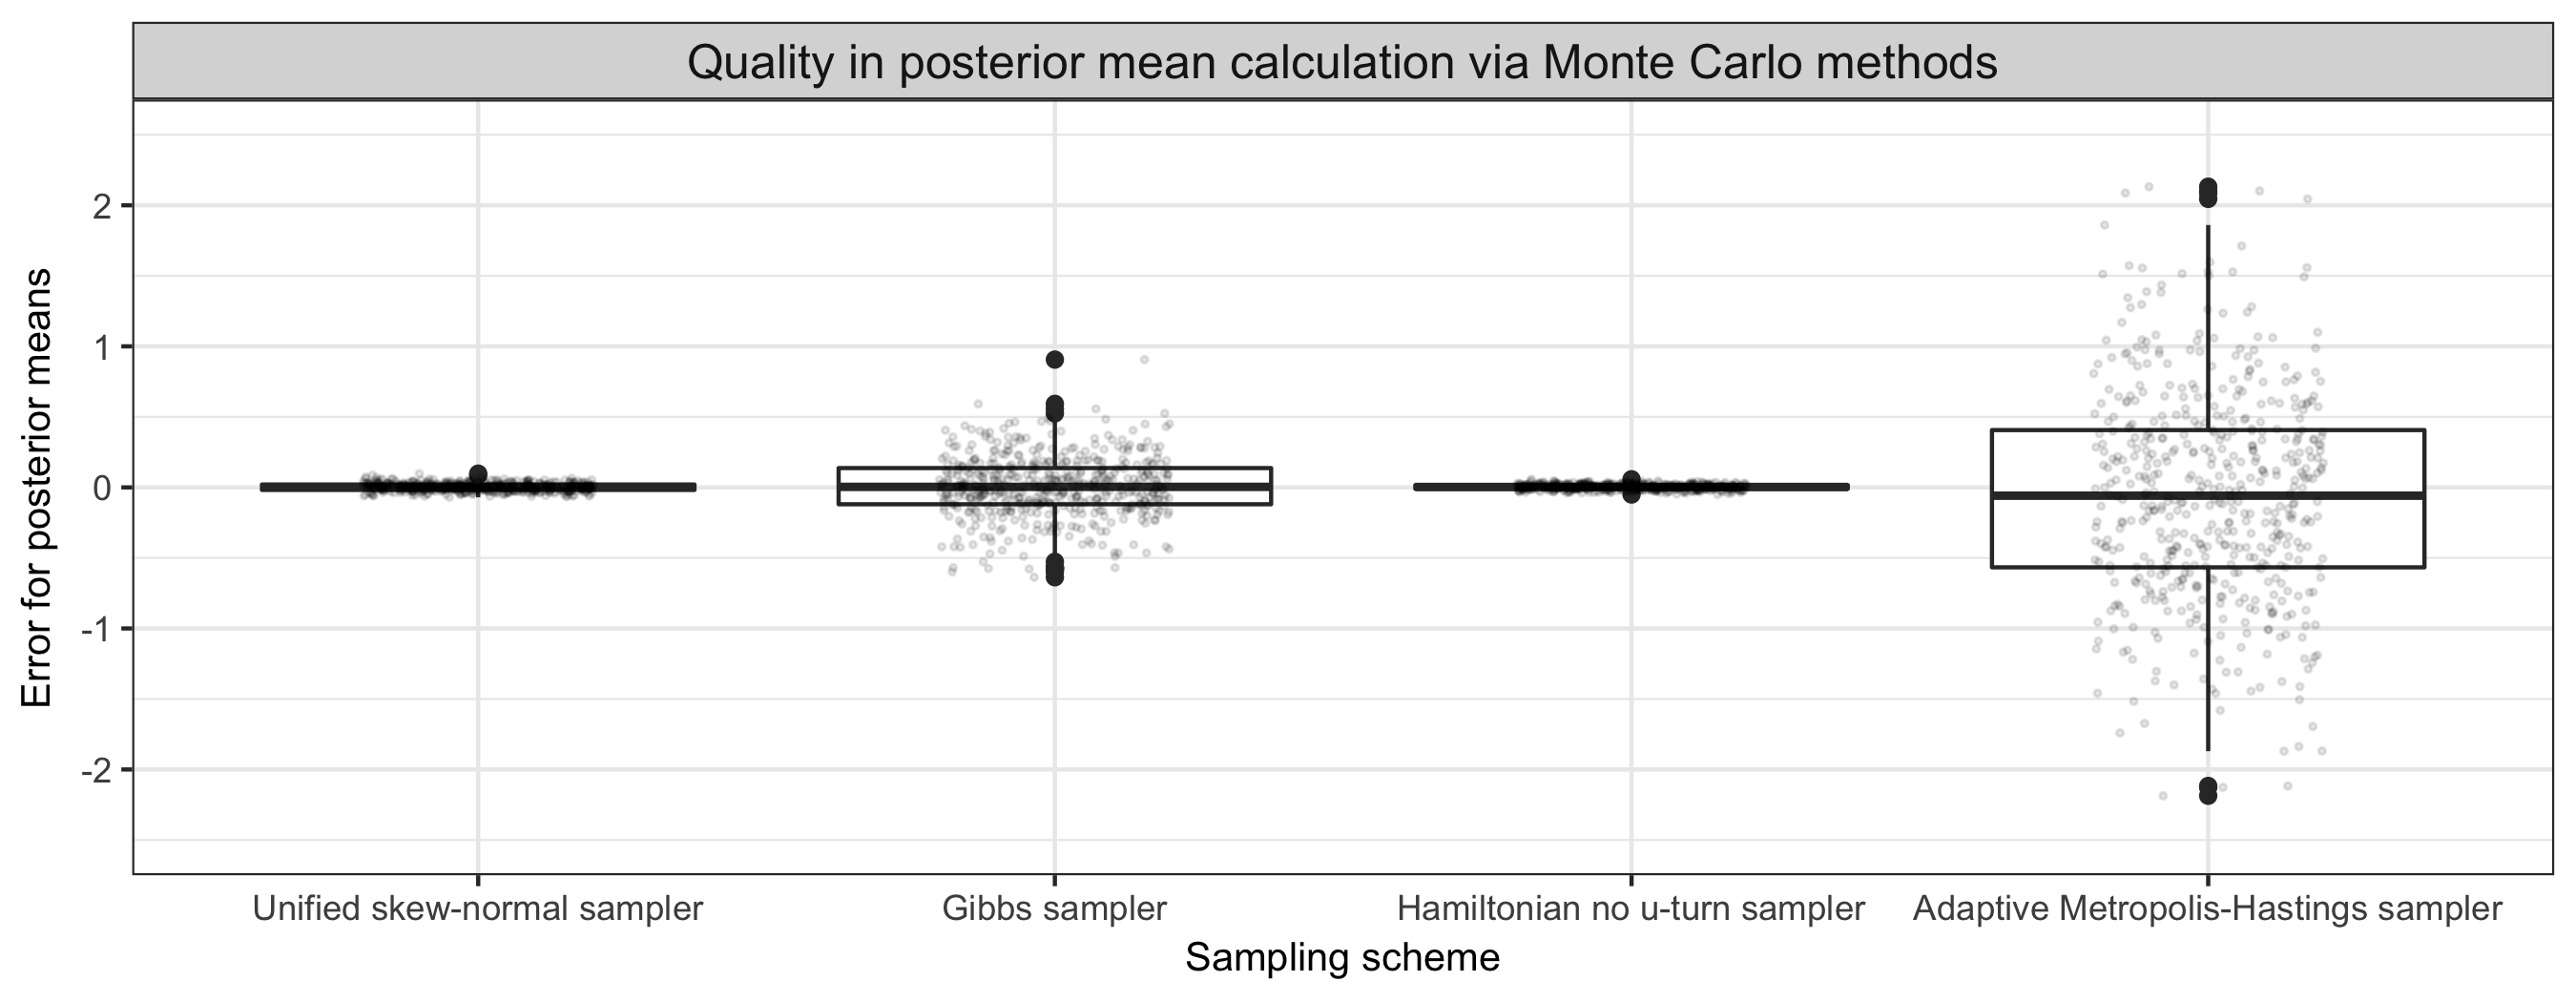 Quality in posterior mean calculation via Monte Carlo methods
Error for posterior means
2
1
0
-1
-2
Unified skew-normal sampler
Gibbs sampler
Hamiltonian no u-turn sampler
Adaptive Metropolis-Hastings sampler
Sampling scheme